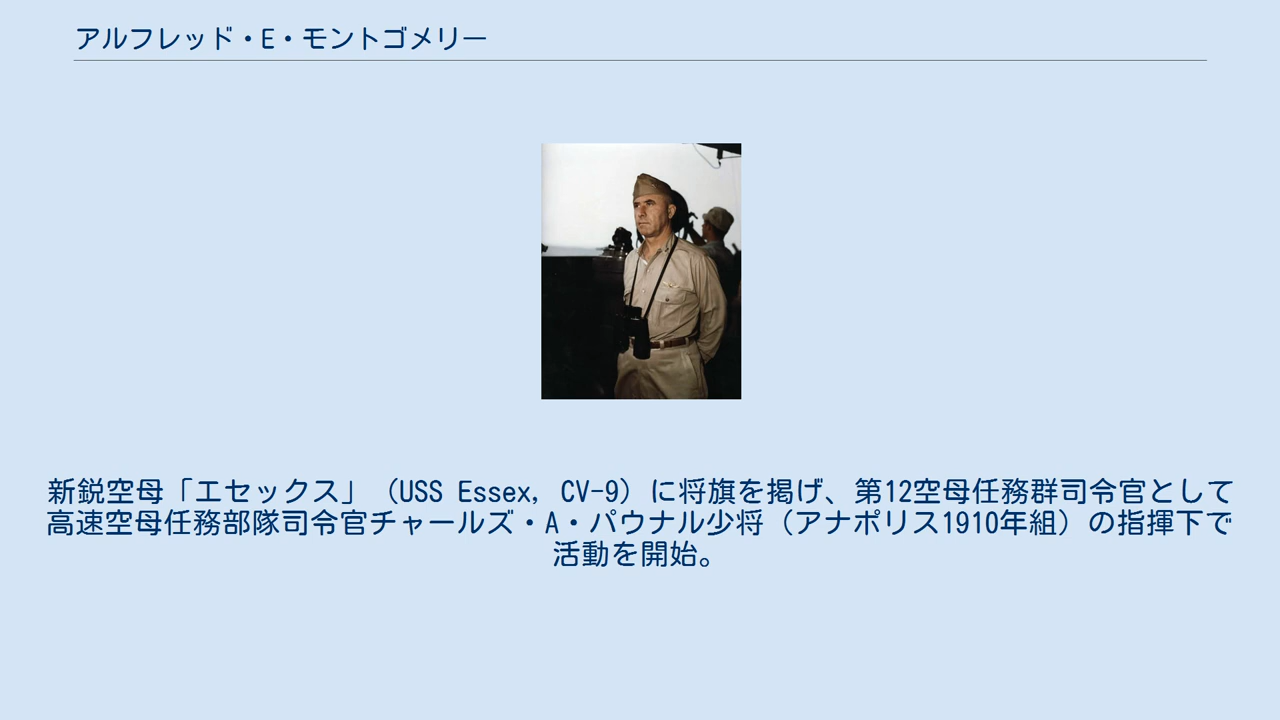 アルフレッド・E・モントゴメリー
新鋭空母「エセックス」（USS Essex, CV-9）に将旗を掲げ、第12空母任務群司令官として
高速空母任務部隊司令官チャールズ・A・パウナル少将（アナポリス1910年組）の指揮下で
活動を開始。